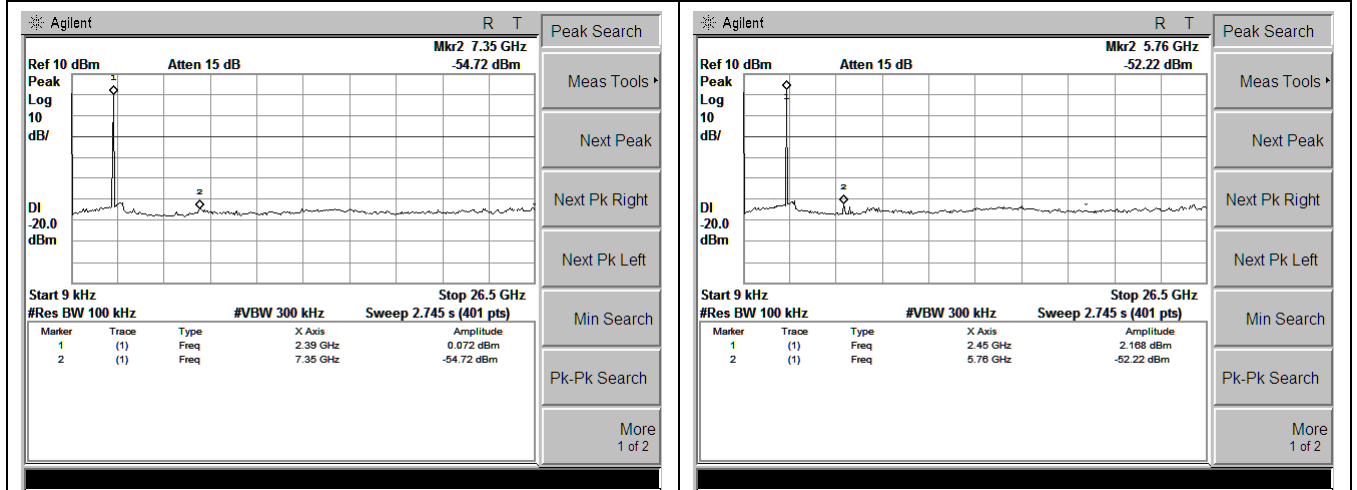 Agilent R T
Mkr2 7.35 GHz
Ref 10 dBm Atten 15 dB -54.72 dBm
Peak
Log
10
dB/
1
2
DI
-20.0
dBm
Start 9 kHz Stop 26.5 GHz
#Res BW 100 kHz #VBW 300 kHz Sweep 2.745 s (401 pts)
Marker Trace Type X Axis Amplitude
1 (1) Freq 2.39 GHz 0.072 dBm
2 (1) Freq 7.35 GHz -54.72 dBm
Peak Search
Meas Tools
Next Peak
Next Pk Right
Next Pk Left
Min Search
Pk-Pk Search
More
1 of 2
Agilent R T
Mkr2 5.76 GHz
Ref 10 dBm Atten 15 dB -52.22 dBm
Peak
Log
10
dB/
2
DI
-20.0
dBm
Start 9 kHz Stop 26.5 GHz
#Res BW 100 kHz #VBW 300 kHz Sweep 2.745 s (401 pts)
Marker Trace Type X Axis Amplitude
1 (1) Freq 2.45 GHz 2.168 dBm
2 (1) Freq 5.76 GHz -52.22 dBm
Peak Search
Meas Tools
Next Peak
Next Pk Right
Next Pk Left
Min Search
Pk-Pk Search
More
1 of 2